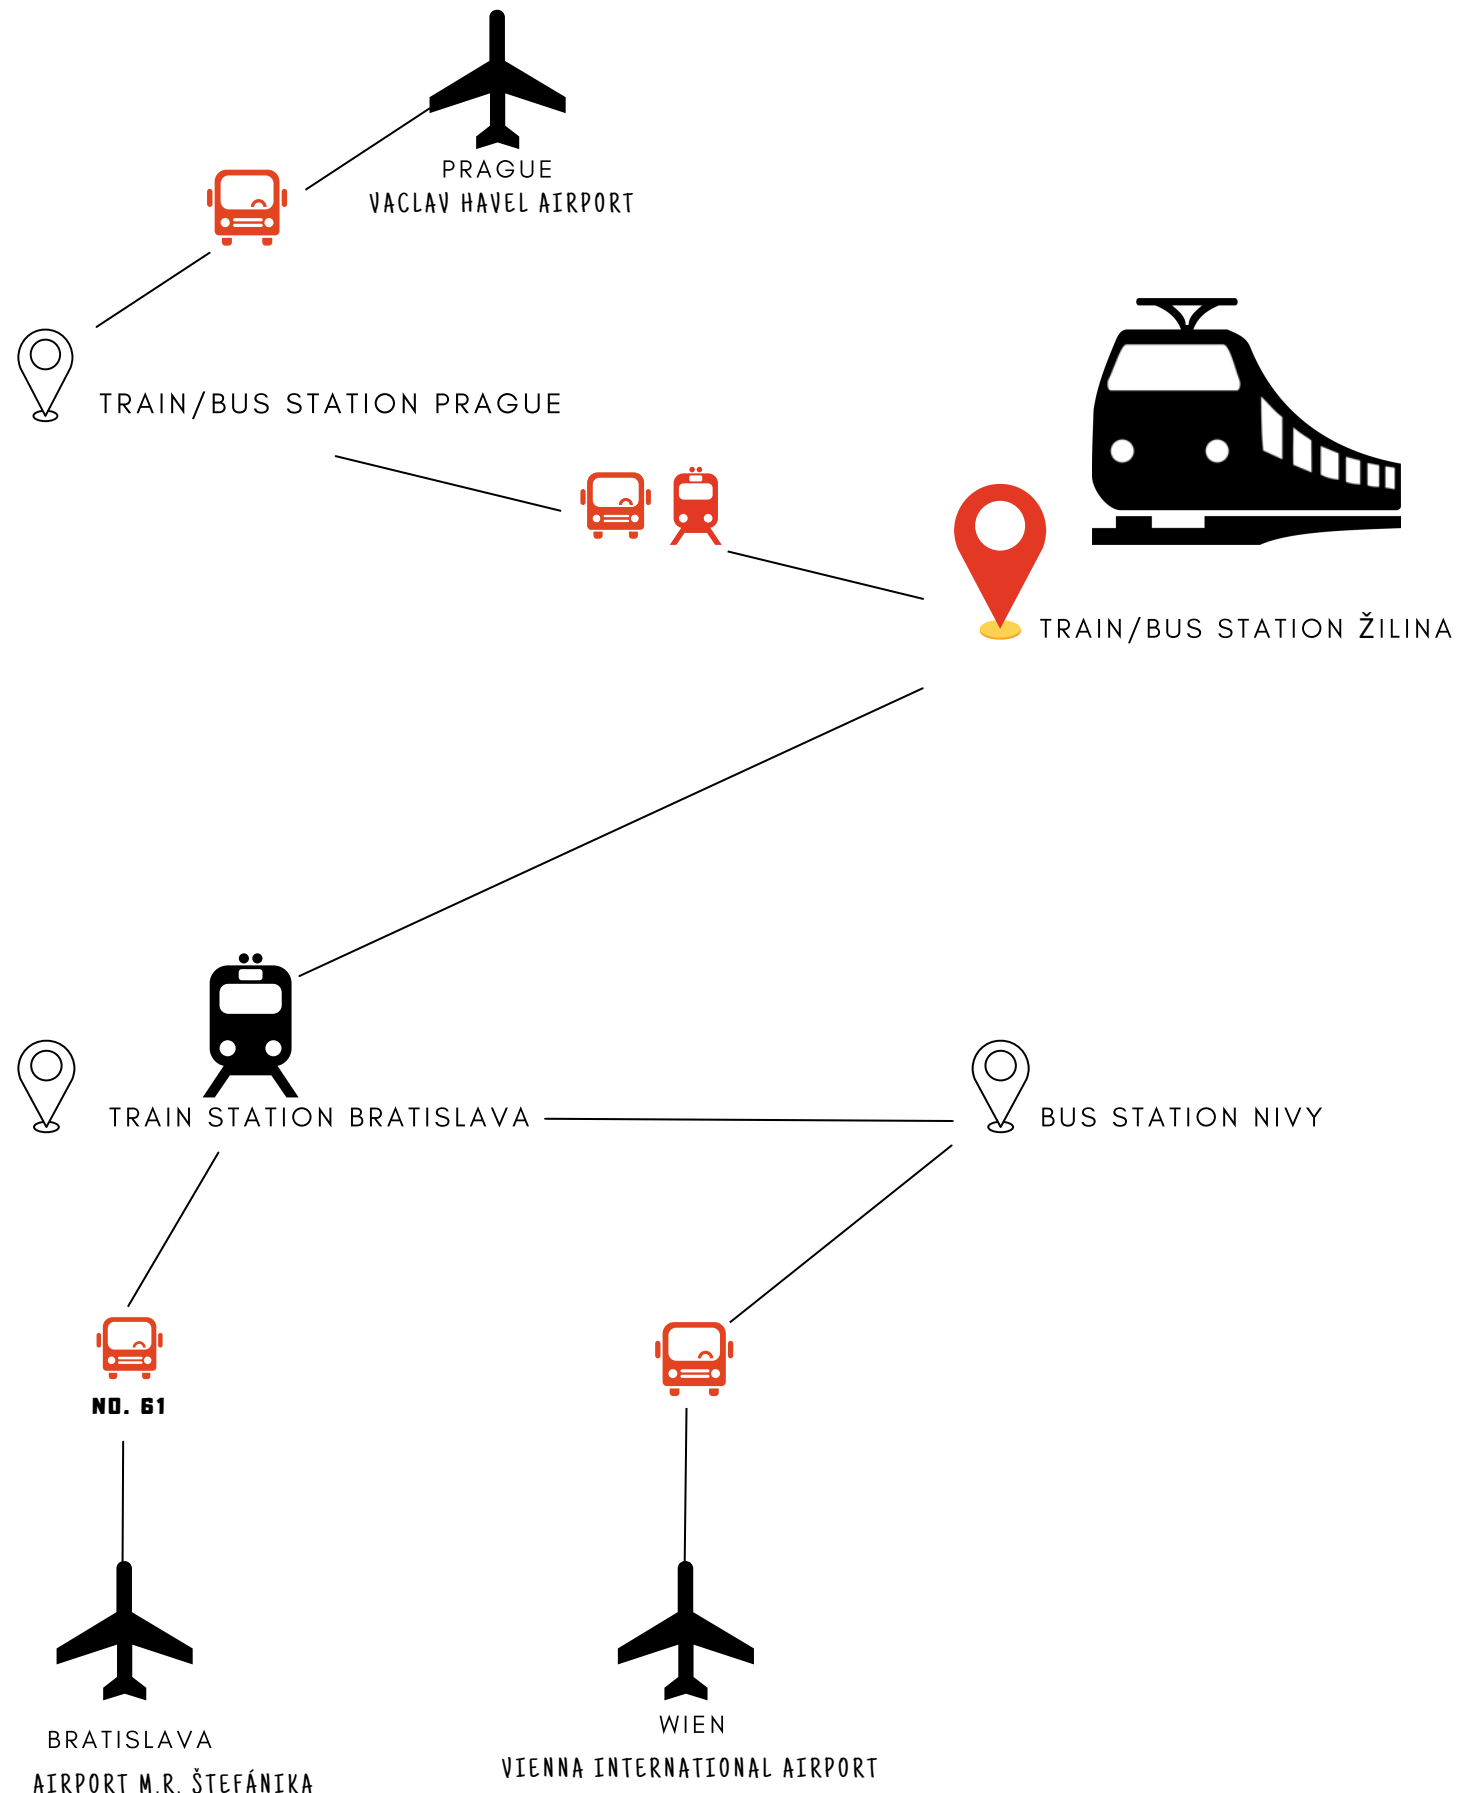 PRAGUE
VACLAV HAVEL AIRPORT
TRAIN/BUS STATION PRAGUE
TRAIN/BUS STATION ŽILINA
TRAIN STATION BRATISLAVA
BUS STATION NIVY
NO. 61
BRATISLAVA
AIRPORT M.R. ŠTEFÁNIKA
WIEN
VIENNA INTERNATIONAL AIRPORT